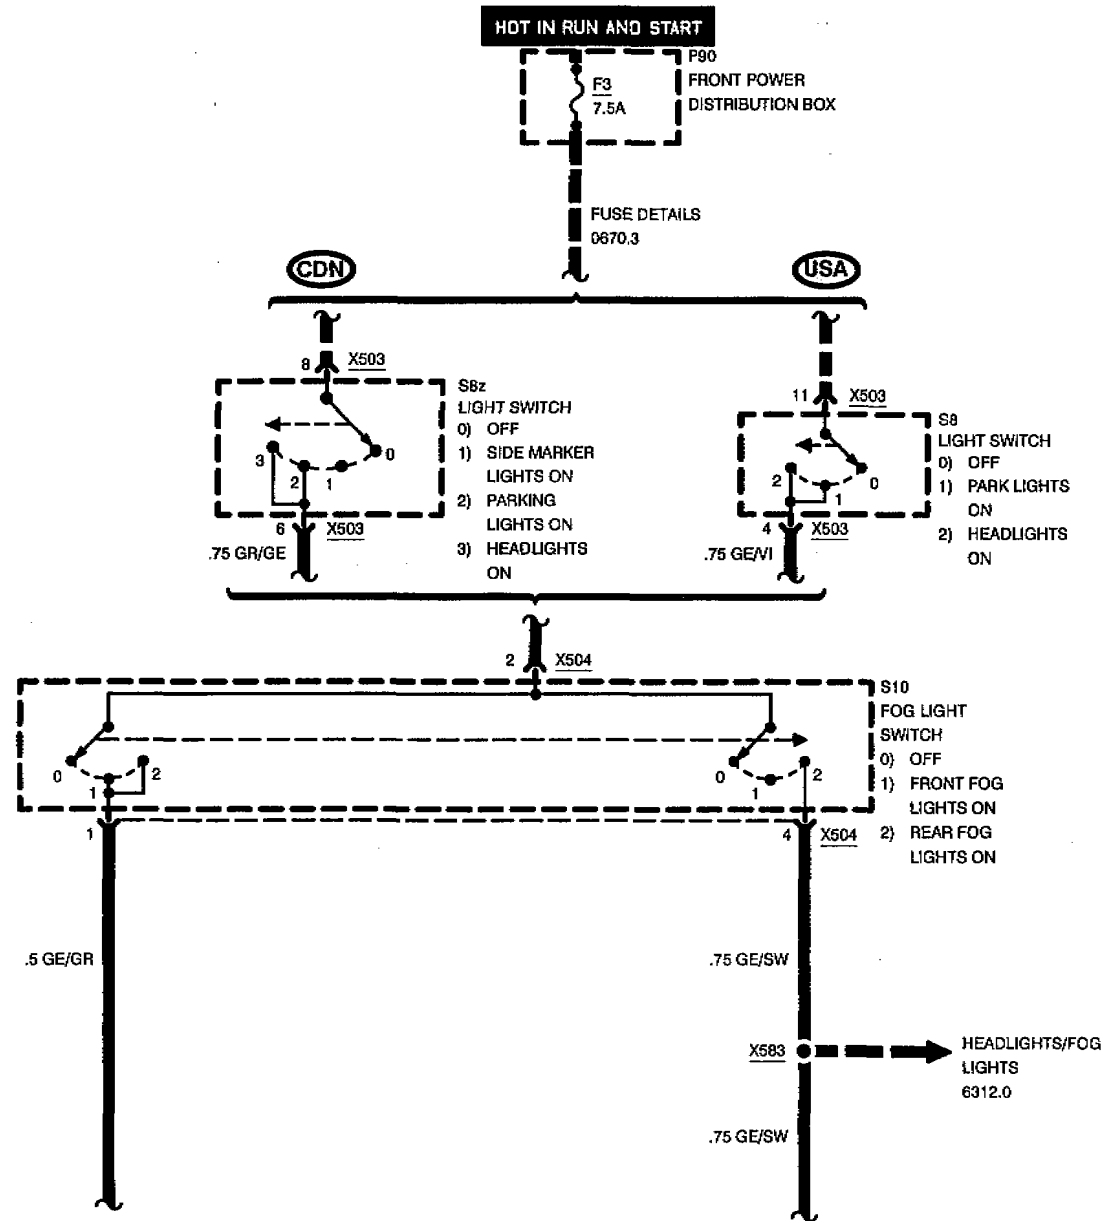 HOT IN RUN AND START
P90
FRONT POWER
DISTRIBUTION BOX
F3
7.5A
FUSE DETAILS
0670.3
CDN
USA
8
X503
S8z
LIGHT SWITCH
0) OFF
1) SIDE MARKER
LIGHTS ON
2) PARKING
LIGHTS ON
3) HEADLIGHTS
ON
3
2
1
0
6
X503
.75 GR/GE
11
X503
S8
LIGHT SWITCH
0) OFF
1) PARK LIGHTS
ON
2) HEADLIGHTS
ON
2
1
0
4
X503
.75 GE/VI
2
X504
S10
FOG LIGHT
SWITCH
0) OFF
1) FRONT FOG
LIGHTS ON
2) REAR FOG
LIGHTS ON
0
1
2
0
1
2
1
4
X504
.5 GE/GR
.75 GE/SW
X583
HEADLIGHTS/FOG
LIGHTS
6312.0
.75 GE/SW